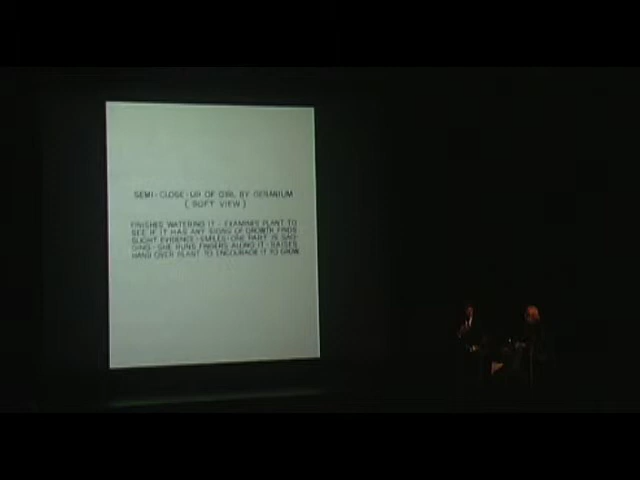 SEMI-CLOSE-UP OF GIRL BY GERANIUM
(SOFT VIEW)
FINISHES WATERING IT - EXAMINES PLANT TO
SEE IF IT HAS ANY SIGNS OF GROWTH FINDS
SLIGHT EVIDENCE - SMILES - ONE PART IS SAG-
GING - SHE RUNS FINGERS ALONG IT - RAISES
HAND OVER PLANT TO ENCOURAGE IT TO GROW